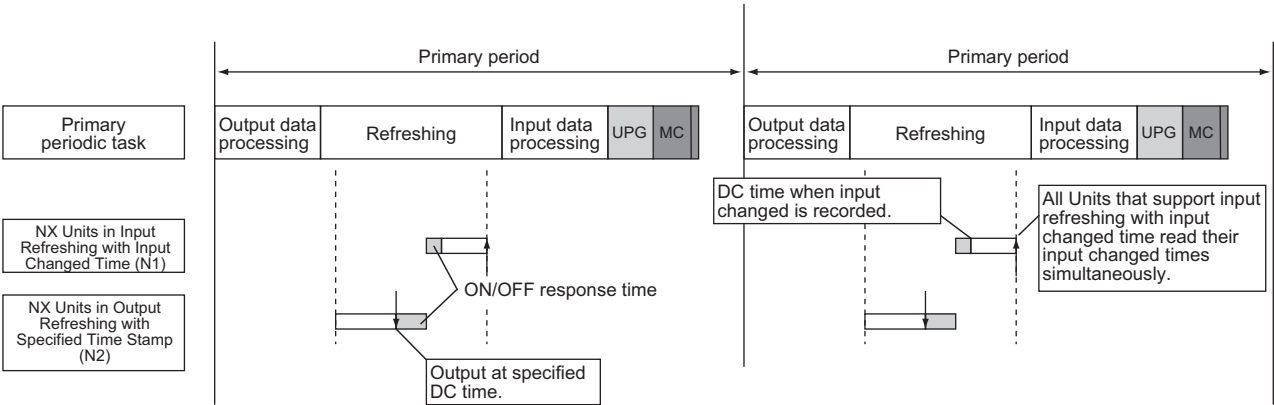 Primary period
Primary period
Primary
periodic task
Output data
processing
Refreshing
Input data
processing
UPG
MC
Output data
processing
Refreshing
Input data
processing
UPG
MC
DC time when input
changed is recorded.
All Units that support input
refreshing with input
changed time read their
input changed times
simultaneously.
NX Units in Input
Refreshing with Input
Changed Time (N1)
ON/OFF response time
NX Units in Output
Refreshing with
Specified Time Stamp
(N2)
Output at specified
DC time.